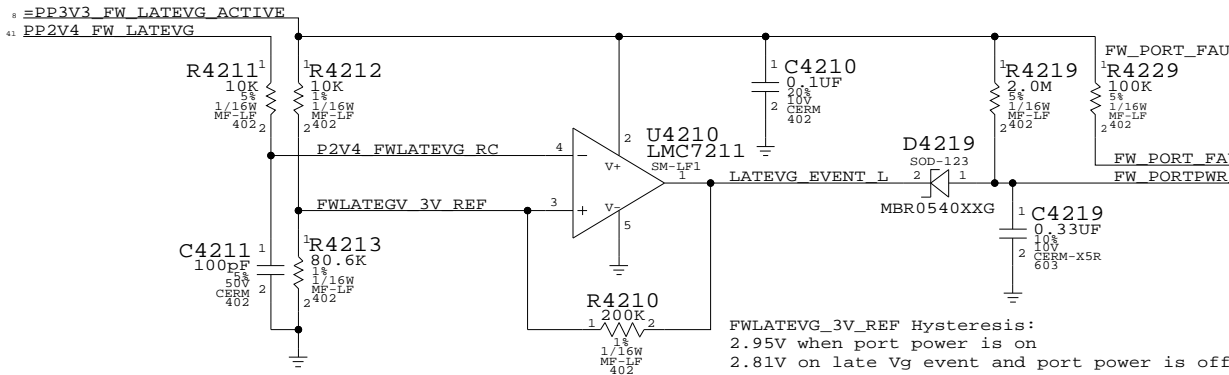 8 =PP3V3_FW_LATEVG_ACTIVE
41 PP2V4_FW_LATEVG
FW_PORT_FAU
R4211 1
10K
5%
1/16W
MF-LF
402
2
1 R4212
10K
1%
1/16W
MF-LF
2 402
1 C4210
0.1UF
20%
10V
2 CERM
402
1 R4219
2.0M
5%
1/16W
MF-LF
2 402
1 R4229
100K
5%
1/16W
MF-LF
2 402
P2V4_FWLATEVG_RC 4
U4210
LMC7211
SM-LF1
2
V+
1
V-
5
LATEVG_EVENT_L
D4219
SOD-123
2 1
MBR0540XXG
FW_PORT_FAU
FW_PORTPWR_
FWLATEGV_3V_REF 3
C4211 1
100pF
5%
50V
CERM 2
402
1 R4213
80.6K
1%
1/16W
MF-LF
2 402
1 C4219
0.33UF
10%
10V
2 CERM-X5R
603
R4210
200K
1 2
1%
1/16W
MF-LF
402
FWLATEVG_3V_REF Hysteresis:
2.95V when port power is on
2.81V on late Vg event and port power is off